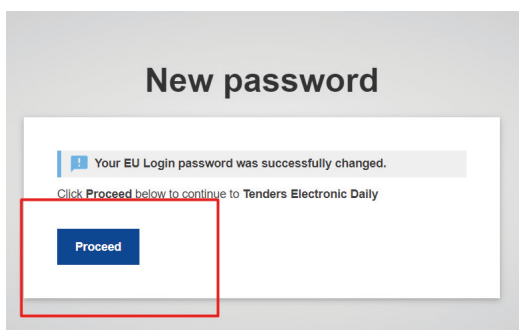 New password
Your EU Login password was successfully changed.
Click Proceed below to continue to Tenders Electronic Daily
Proceed